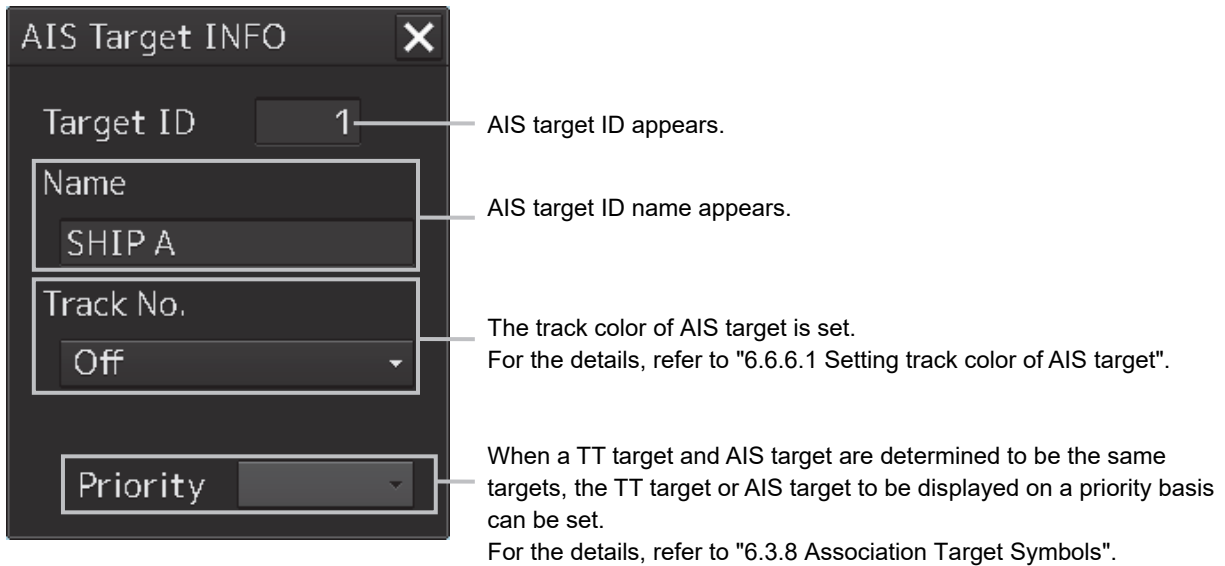 AIS Target INFO
Target ID 1
AIS target ID appears.
Name
AIS target ID name appears.
SHIP A
Track No.
The track color of AIS target is set.
Off
For the details, refer to "6.6.6.1 Setting track color of AIS target".
Priority
When a TT target and AIS target are determined to be the same
targets, the TT target or AIS target to be displayed on a priority basis
can be set.
For the details, refer to "6.3.8 Association Target Symbols".